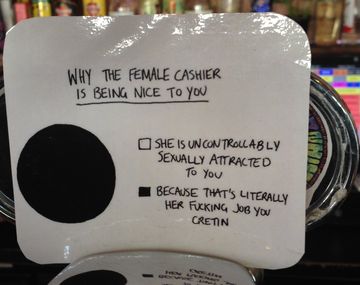 WHY THE FEMALE CASHIER
IS BEING NICE TO YOU
SHE IS UNCONTROLLABLY
SEXUALLY ATTRACTED
TO YOU
BECAUSE THAT'S LITERALLY
HER FUCKING JOB YOU
CRETIN